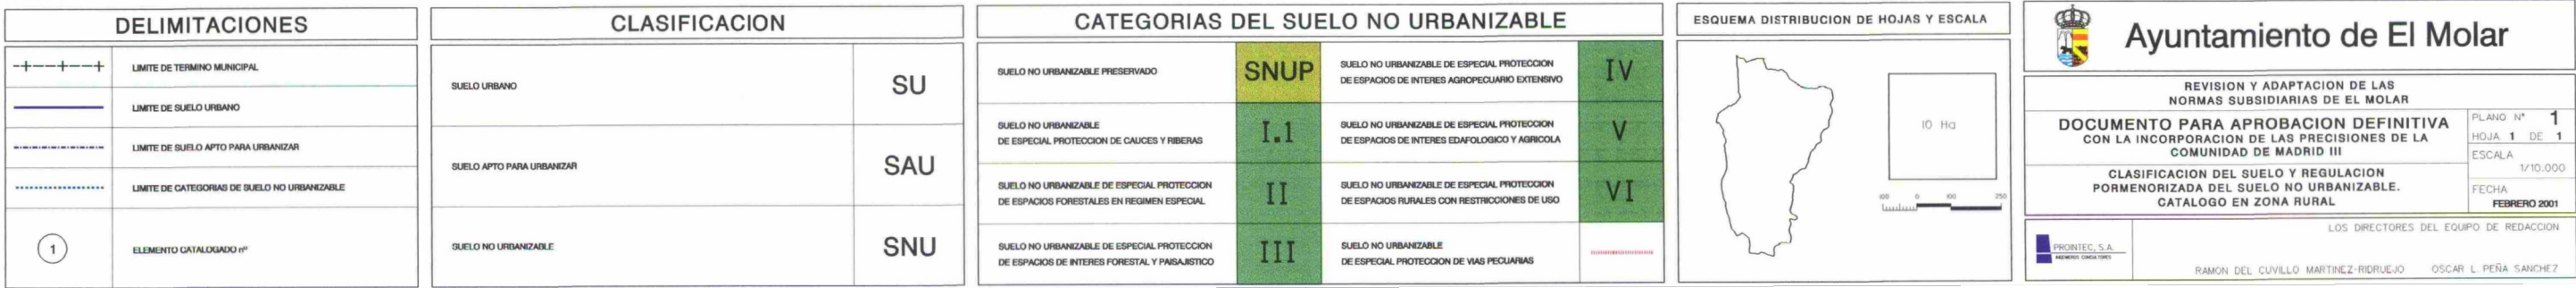 DELIMITACIONES
LIMITE DE TERMINO MUNICIPAL
LIMITE DE SUELO URBANO
LIMITE DE SUELO APTO PARA URBANIZAR
LIMITE DE CATEGORIAS DE SUELO NO URBANIZABLE
1
ELEMENTO CATALOGADO nº
CLASIFICACION
SUELO URBANO
SU
SUELO APTO PARA URBANIZAR
SAU
SUELO NO URBANIZABLE
SNU
CATEGORIAS DEL SUELO NO URBANIZABLE
SUELO NO URBANIZABLE PRESERVADO
SNUP
SUELO NO URBANIZABLE
DE ESPECIAL PROTECCION DE CAUCES Y RIBERAS
I.1
SUELO NO URBANIZABLE DE ESPECIAL PROTECCION
DE ESPACIOS FORESTALES EN REGIMEN ESPECIAL
II
SUELO NO URBANIZABLE DE ESPECIAL PROTECCION
DE ESPACIOS DE INTERES FORESTAL Y PAISAJISTICO
III
SUELO NO URBANIZABLE DE ESPECIAL PROTECCION
DE ESPACIOS DE INTERES AGROPECUARIO EXTENSIVO
IV
SUELO NO URBANIZABLE DE ESPECIAL PROTECCION
DE ESPACIOS DE INTERES EDAFOLOGICO Y AGRICOLA
V
SUELO NO URBANIZABLE DE ESPECIAL PROTECCION
DE ESPACIOS RURALES CON RESTRICCIONES DE USO
VI
SUELO NO URBANIZABLE
DE ESPECIAL PROTECCION DE VIAS PECUARIAS
ESQUEMA DISTRIBUCION DE HOJAS Y ESCALA
10 Ha
100 0 100 250
Ayuntamiento de El Molar
REVISION Y ADAPTACION DE LAS
NORMAS SUBSIDIARIAS DE EL MOLAR
DOCUMENTO PARA APROBACION DEFINITIVA
CON LA INCORPORACION DE LAS PRECISIONES DE LA
COMUNIDAD DE MADRID III
CLASIFICACION DEL SUELO Y REGULACION
PORMENORIZADA DEL SUELO NO URBANIZABLE.
CATALOGO EN ZONA RURAL
PLANO Nº 1
HOJA 1 DE 1
ESCALA
1/10.000
FECHA
FEBRERO 2001
PROINTEC, S.A.
INGENIEROS CONSULTORES
LOS DIRECTORES DEL EQUIPO DE REDACCION
RAMON DEL CUVILLO MARTINEZ-RIDRUEJO OSCAR L. PEÑA SANCHEZ